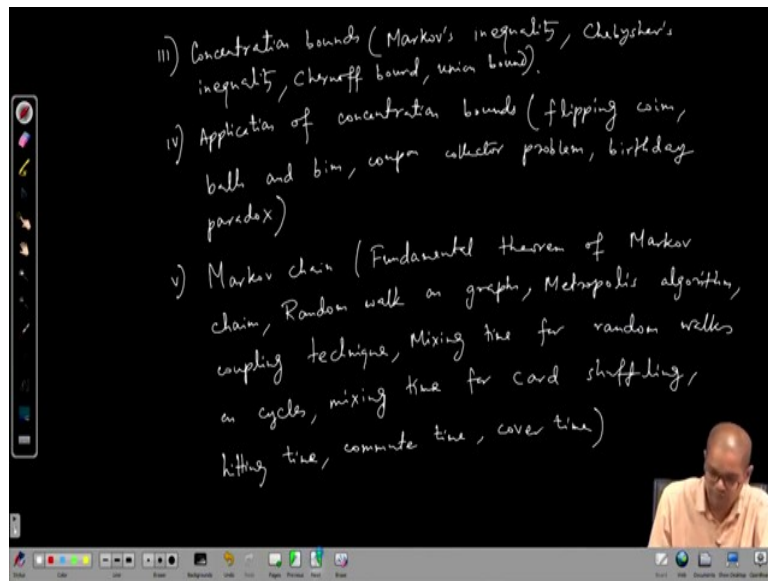 III) Concentration bounds (Markov's inequality, Chebyshev's
inequality, Chernoff bound, union bound).
IV) Application of concentration bounds (flipping coins,
balls and bins, coupon collector problem, birthday
paradox)
V) Markov chain (Fundamental theorem of Markov
chain, Random walk on graphs, Metropolis algorithm,
coupling technique, Mixing time for random walks
on cycles, mixing time for card shuffling,
hitting time, commute time, cover time)